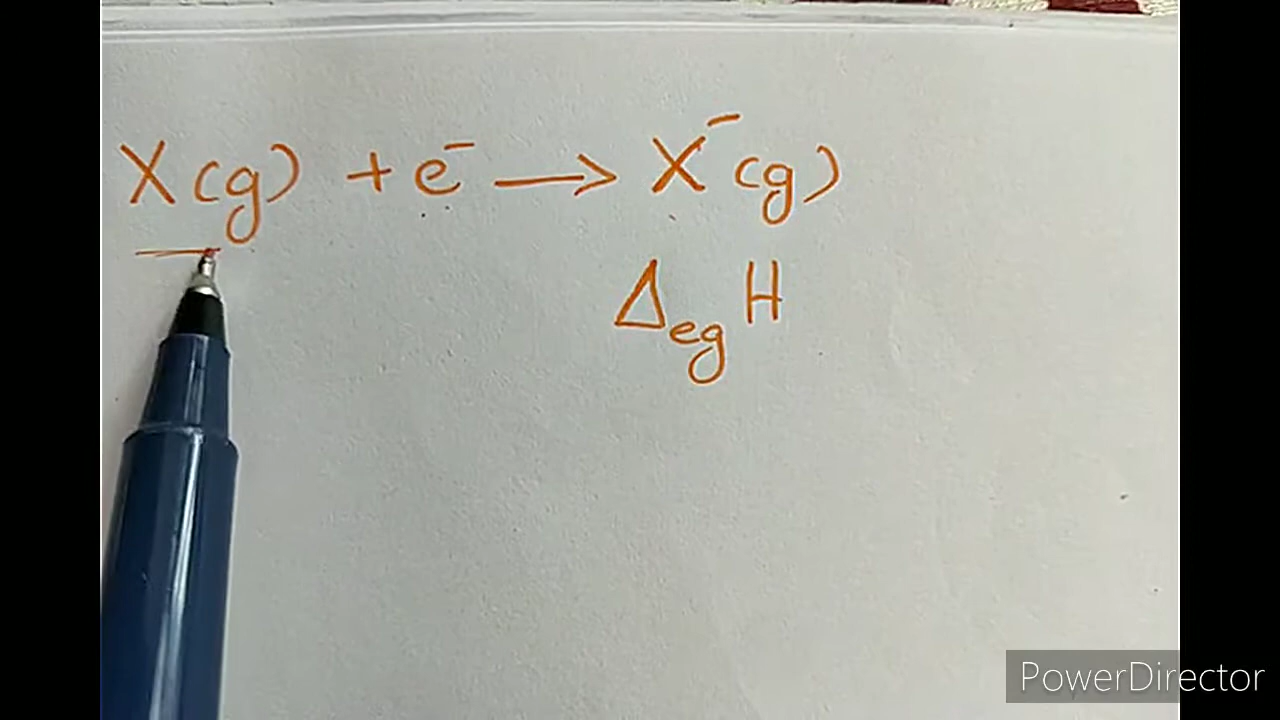 X(g) + e⁻ ⟶ X⁻(g)
Δ_eg H
PowerDirector